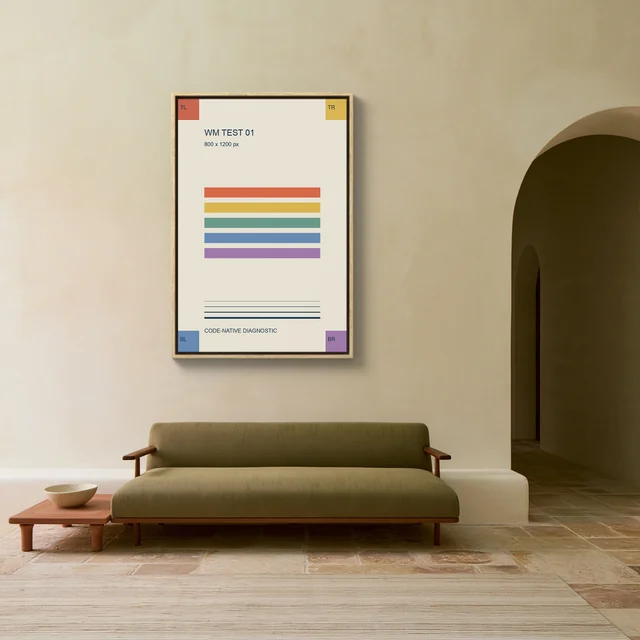 TL
TR
WM TEST 01
800 x 1200 px
CODE-NATIVE DIAGNOSTIC
BL
BR